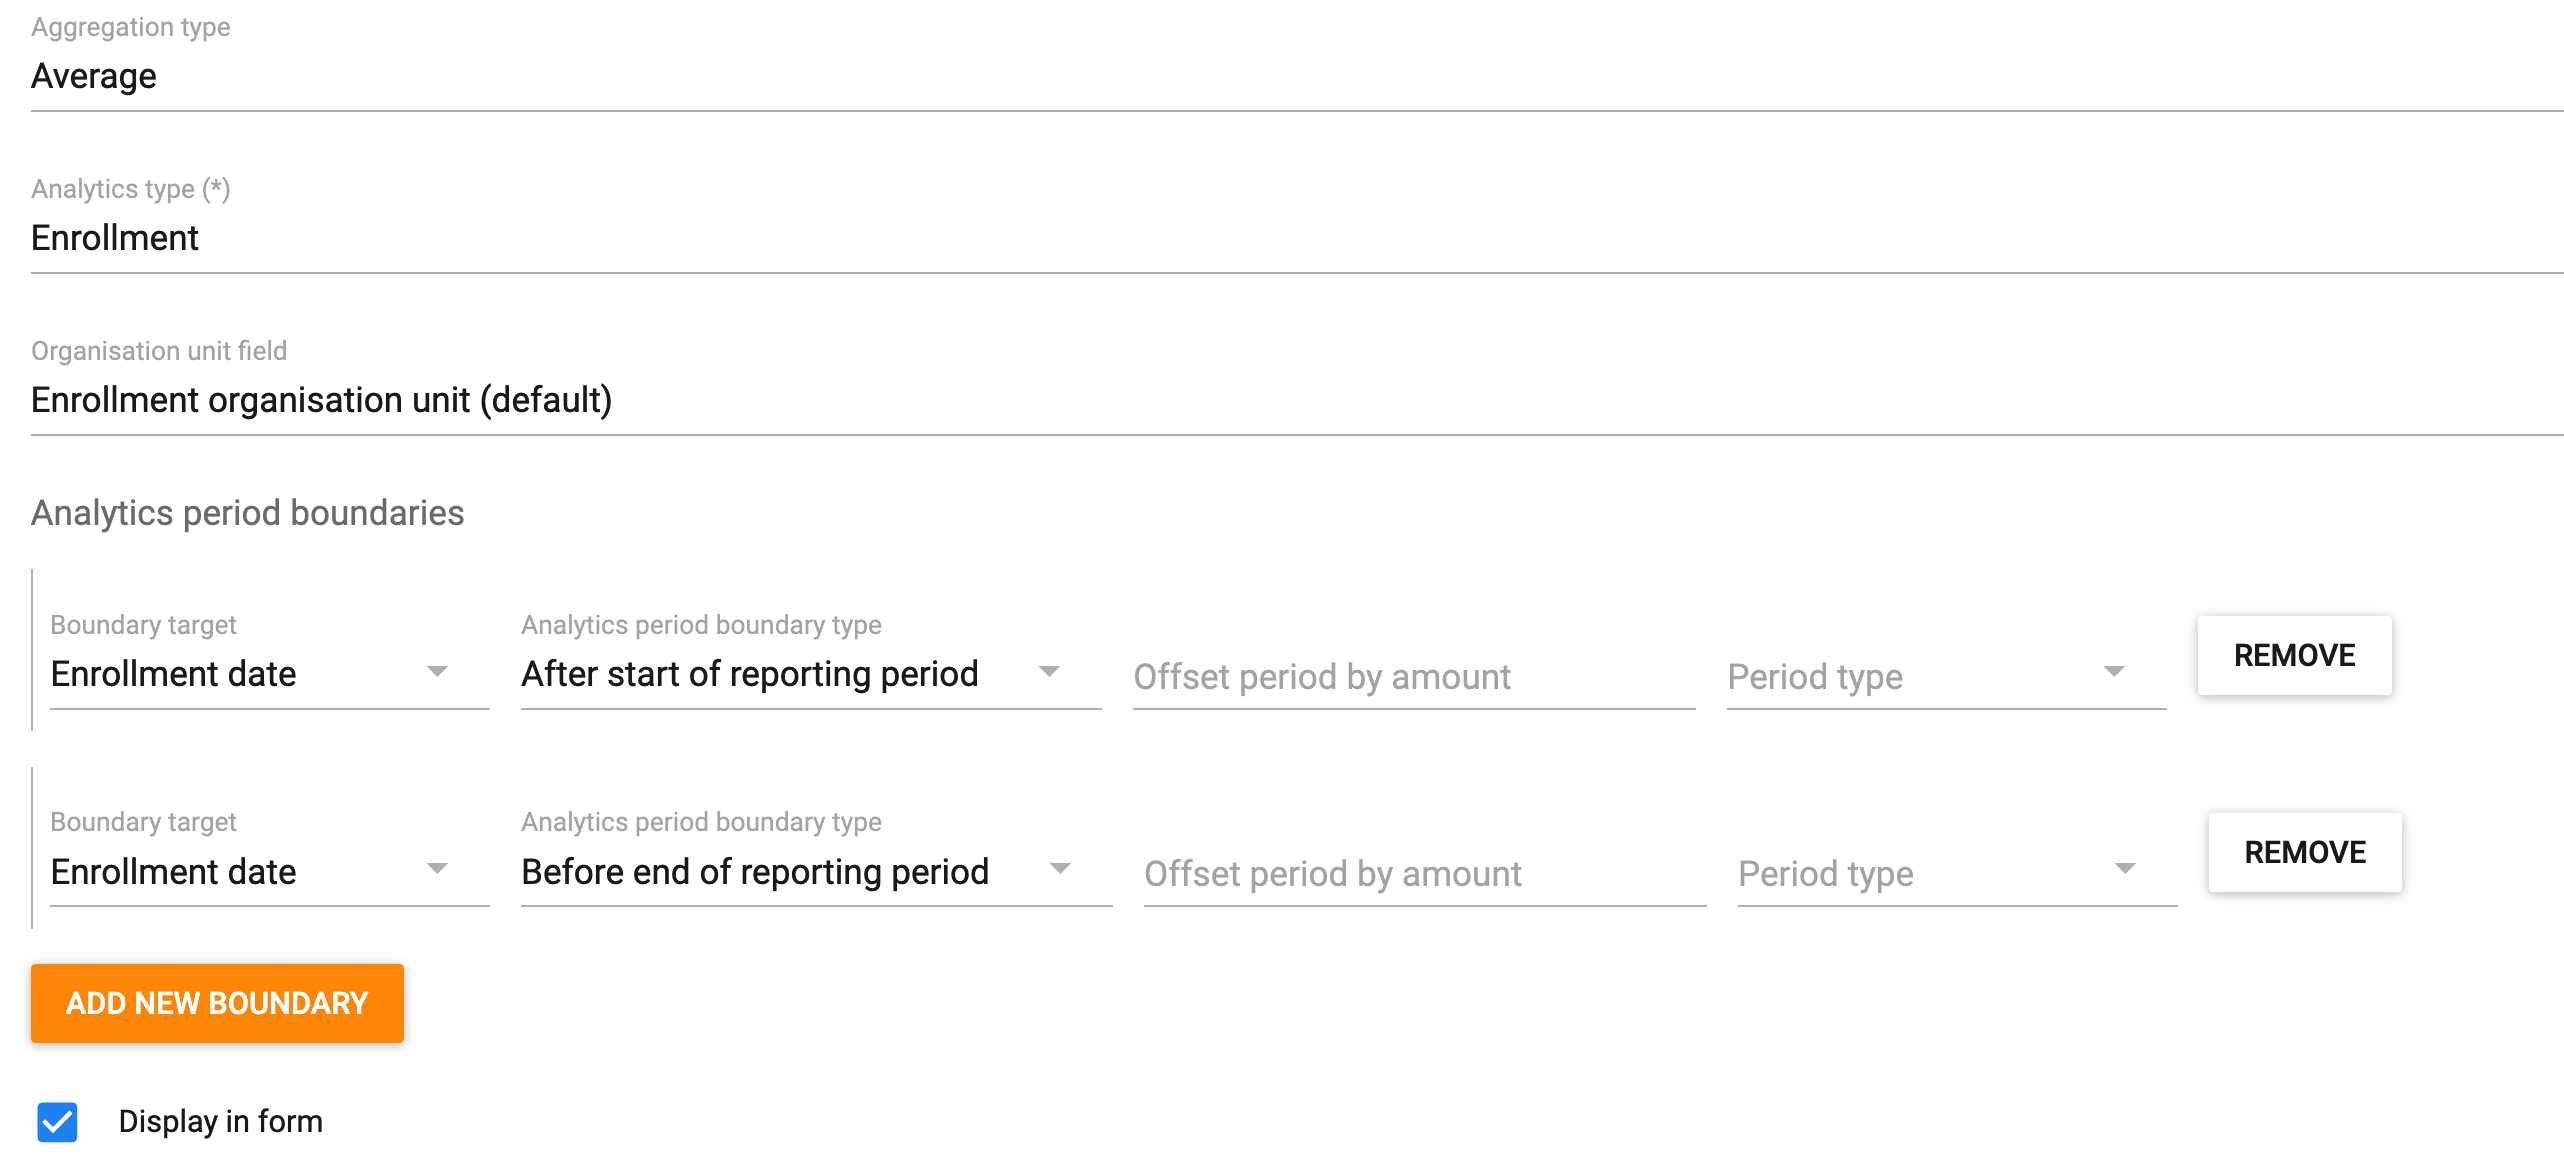 Aggregation type
Average
Analytics type (*)
Enrollment
Organisation unit field
Enrollment organisation unit (default)
Analytics period boundaries
Boundary target Analytics period boundary type
Enrollment date After start of reporting period Offset period by amount Period type REMOVE
Boundary target Analytics period boundary type
Enrollment date Before end of reporting period Offset period by amount Period type REMOVE
ADD NEW BOUNDARY
Display in form